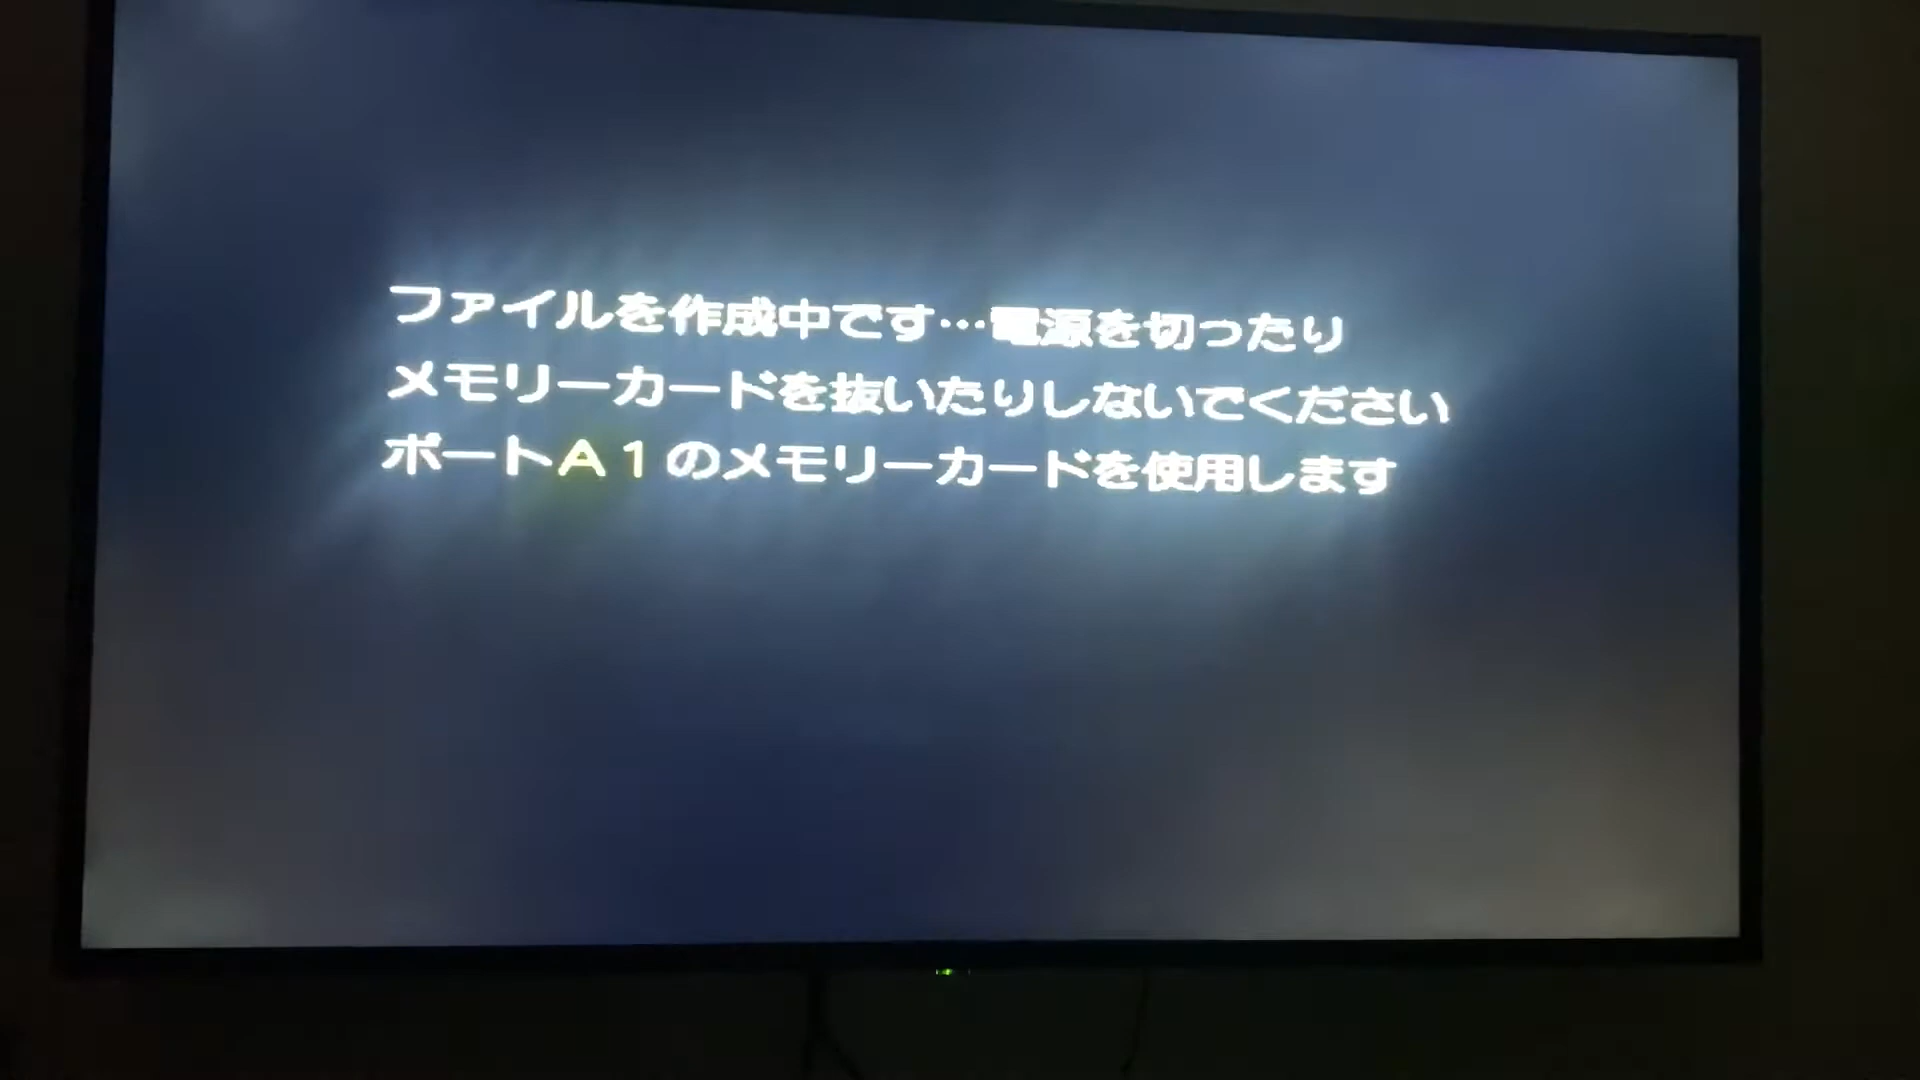 ファイルを作成中です…電源を切ったり
メモリーカードを抜いたりしないでください
ポートA1のメモリーカードを使用します